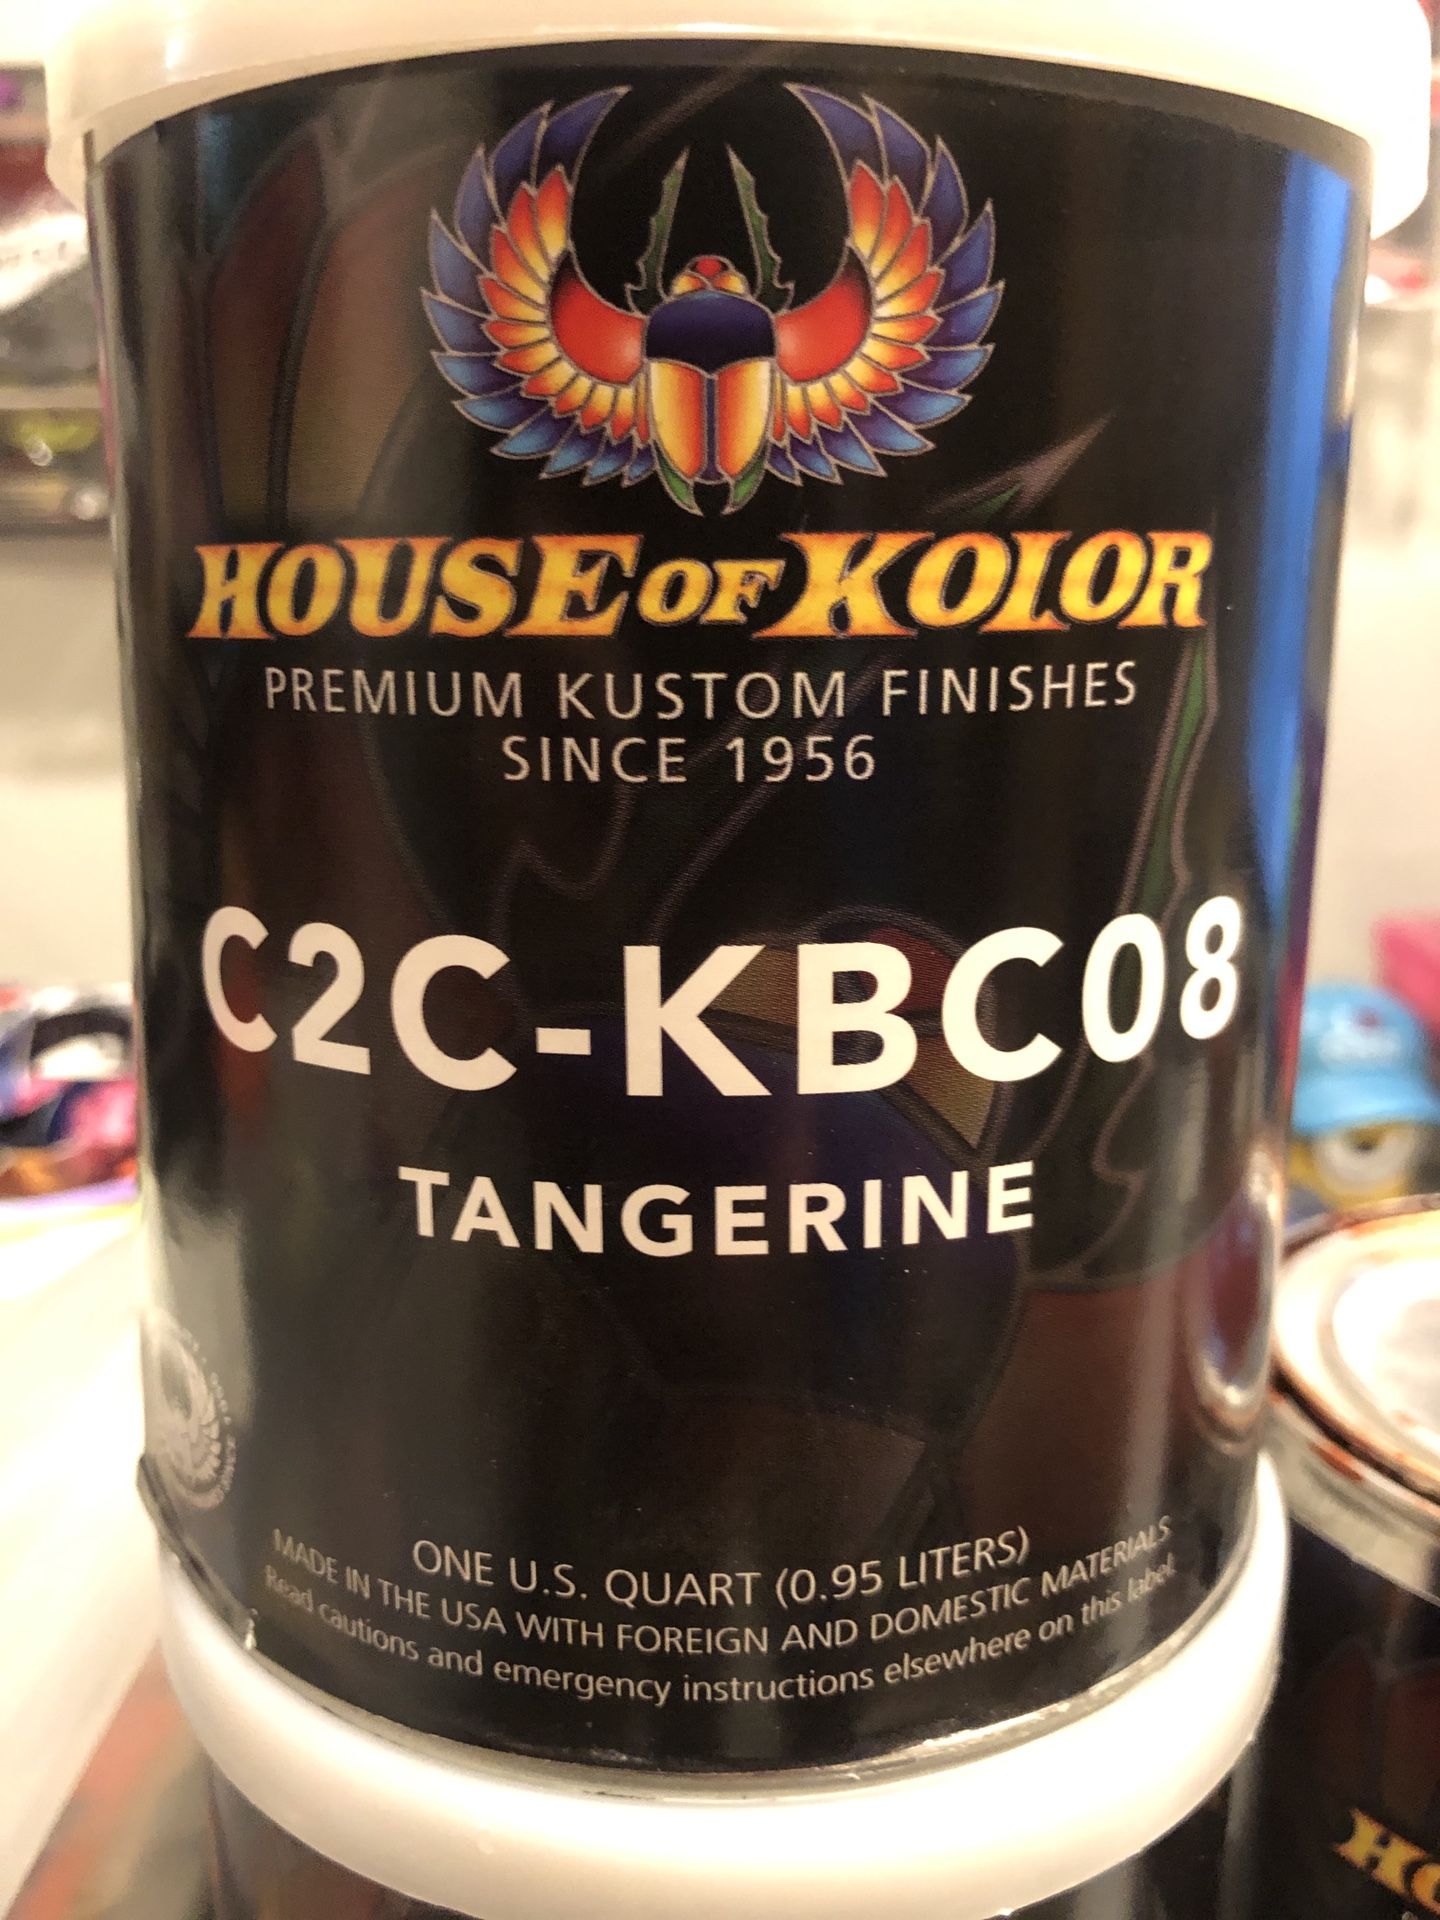 HOUSE OF KOLOR
PREMIUM KUSTOM FINISHES
SINCE 1956
C2C-KBC08
TANGERINE
ONE U.S. QUART (0.95 LITERS)
MADE IN THE USA WITH FOREIGN AND DOMESTIC MATERIALS
Read cautions and emergency instructions elsewhere on this label.
HO